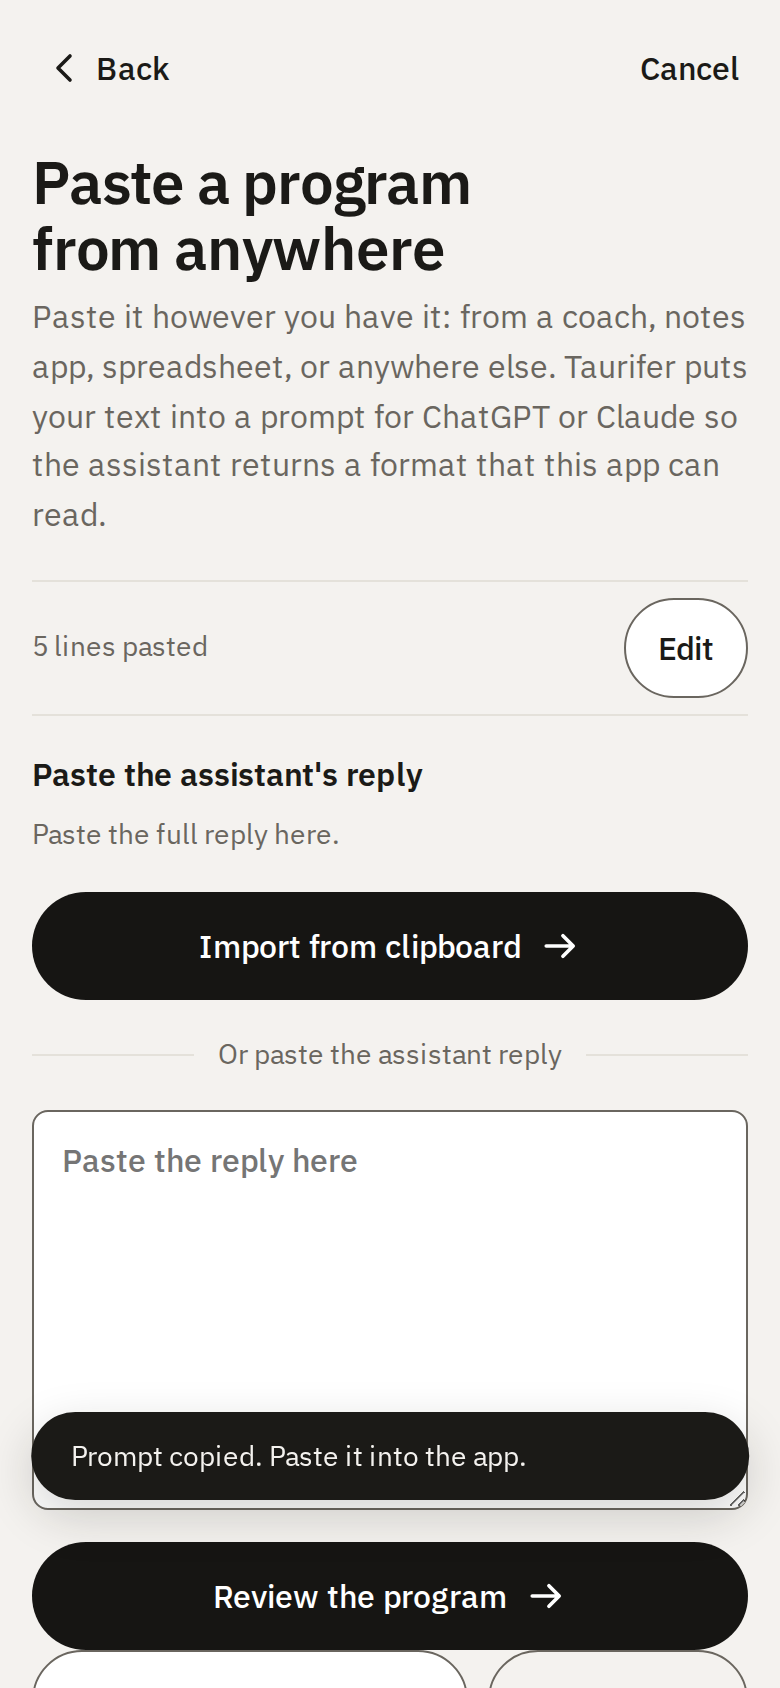 Back
Cancel
Paste a program
from anywhere
Paste it however you have it: from a coach, notes
app, spreadsheet, or anywhere else. Taurifer puts
your text into a prompt for ChatGPT or Claude so
the assistant returns a format that this app can
read.
5 lines pasted
Edit
Paste the assistant's reply
Paste the full reply here.
Import from clipboard
Or paste the assistant reply
Paste the reply here
Prompt copied. Paste it into the app.
Review the program